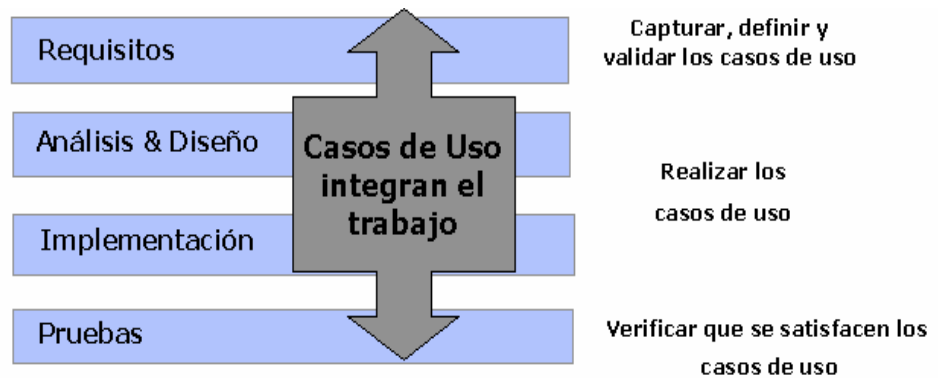 Requisitos
Capturar, definir y
validar los casos de uso
Análisis & Diseño
Casos de Uso
integran el
trabajo
Realizar los
casos de uso
Implementación
Pruebas
Verificar que se satisfacen los
casos de uso